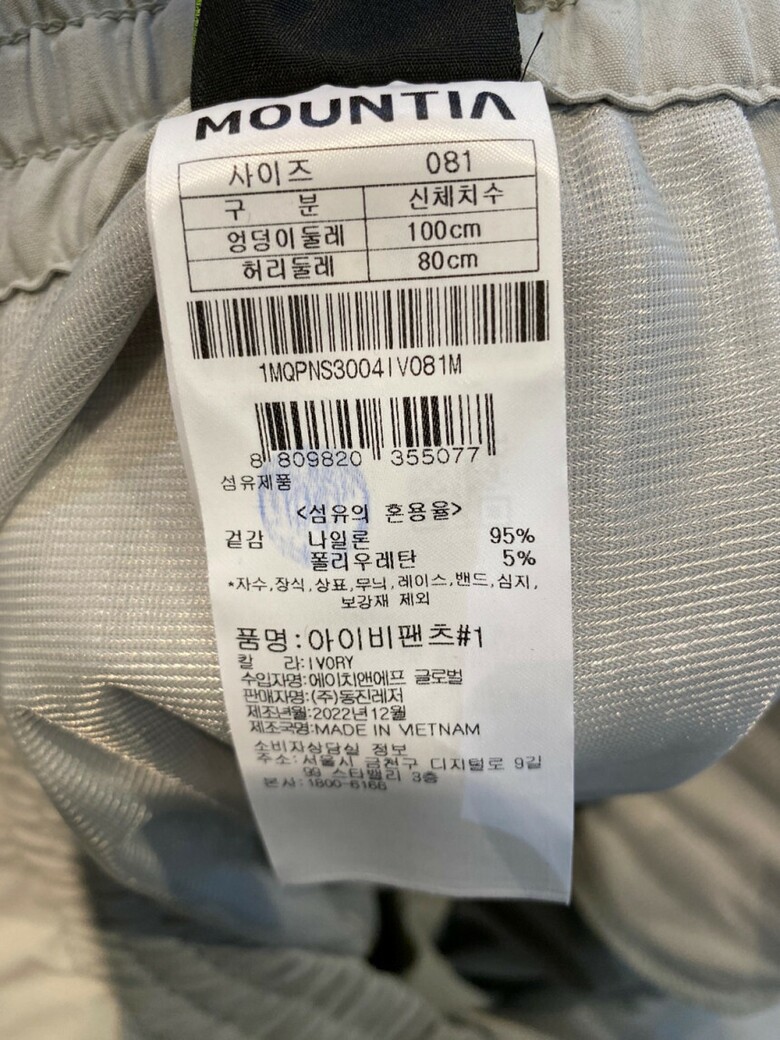 MOUNTIA
사이즈 081
구 분 신체치수
엉덩이둘레 100cm
허리둘레 80cm
1MQPNS3004IV081M
8 809820 355077
섬유제품
<섬유의 혼용율>
겉감 나일론 95%
폴리우레탄 5%
*자수,장식,상표,무늬,레이스,밴드,심지,
보강재 제외
품명:아이비팬츠#1
칼 라:IVORY
수입자명:에이치앤에프 글로벌
판매자명:(주)동진레저
제조년월:2022년12월
제조국명:MADE IN VIETNAM
소비자상담실 정보
주소:서울시 금천구 디지털로 9길
99 스타밸리 3층
본사:1800-6166